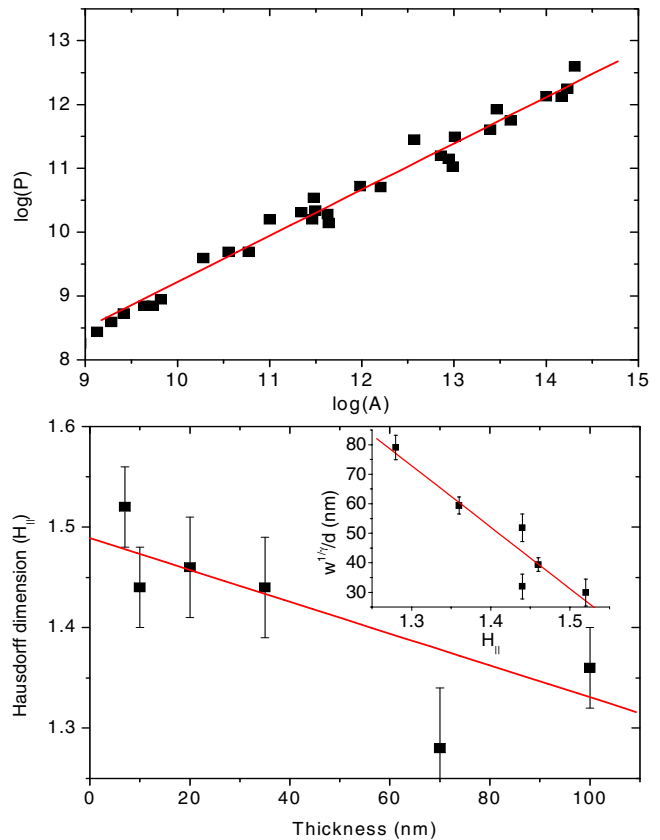 13
12
11
10
9
8
log(P)
9 10 11 12 13 14 15
log(A)
1.6
1.5
1.4
1.3
Hausdorff dimension (H||)
0 20 40 60 80 100
Thickness (nm)
80
70
60
50
40
30
w^1/τ/d (nm)
1.3 1.4 1.5
H||